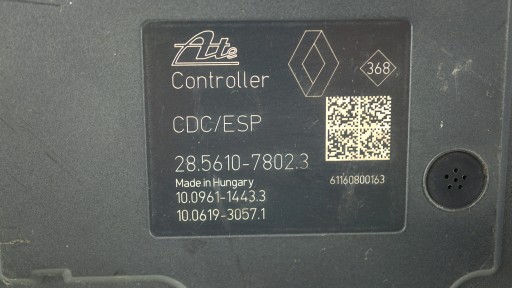 Ate
368
Controller
CDC/ESP
28.5610-7802.3
Made in Hungary
61160800163
10.0961-1443.3
10.0619-3057.1